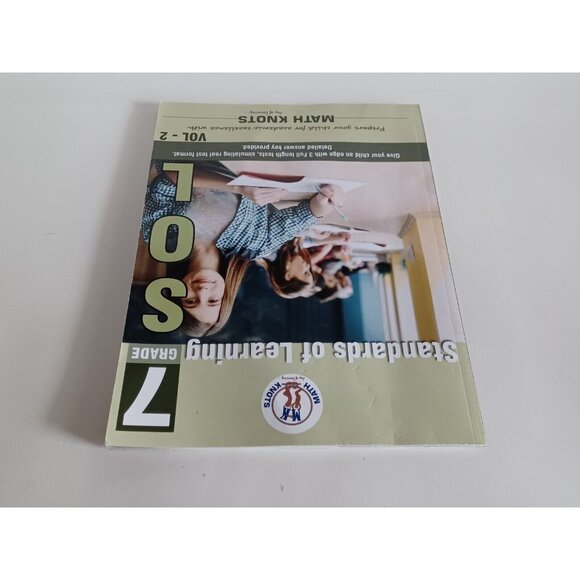 MATH
KNOTS
7
GRADE
Standards of Learning
S
O
L
Give your child an edge with 3 Full length tests, simulating real test format.
Detailed answer key provided.
VOL - 2
Prepare your child for academic excellence with
MATH KNOTS